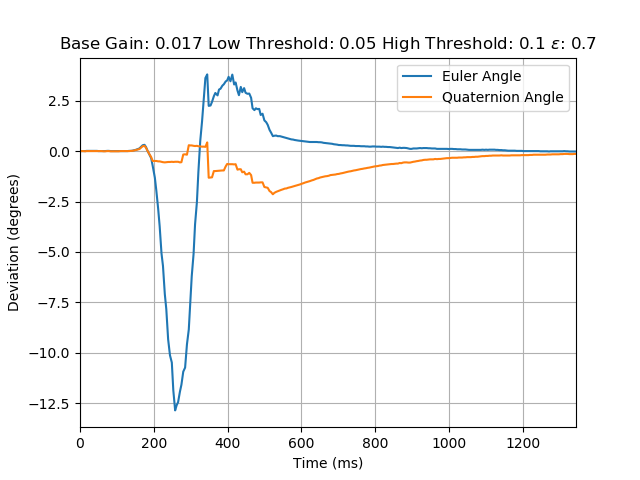 Base Gain: 0.017 Low Threshold: 0.05 High Threshold: 0.1 ε: 0.7
Euler Angle
Quaternion Angle
2.5
0.0
−2.5
−5.0
−7.5
−10.0
−12.5
Deviation (degrees)
0 200 400 600 800 1000 1200
Time (ms)